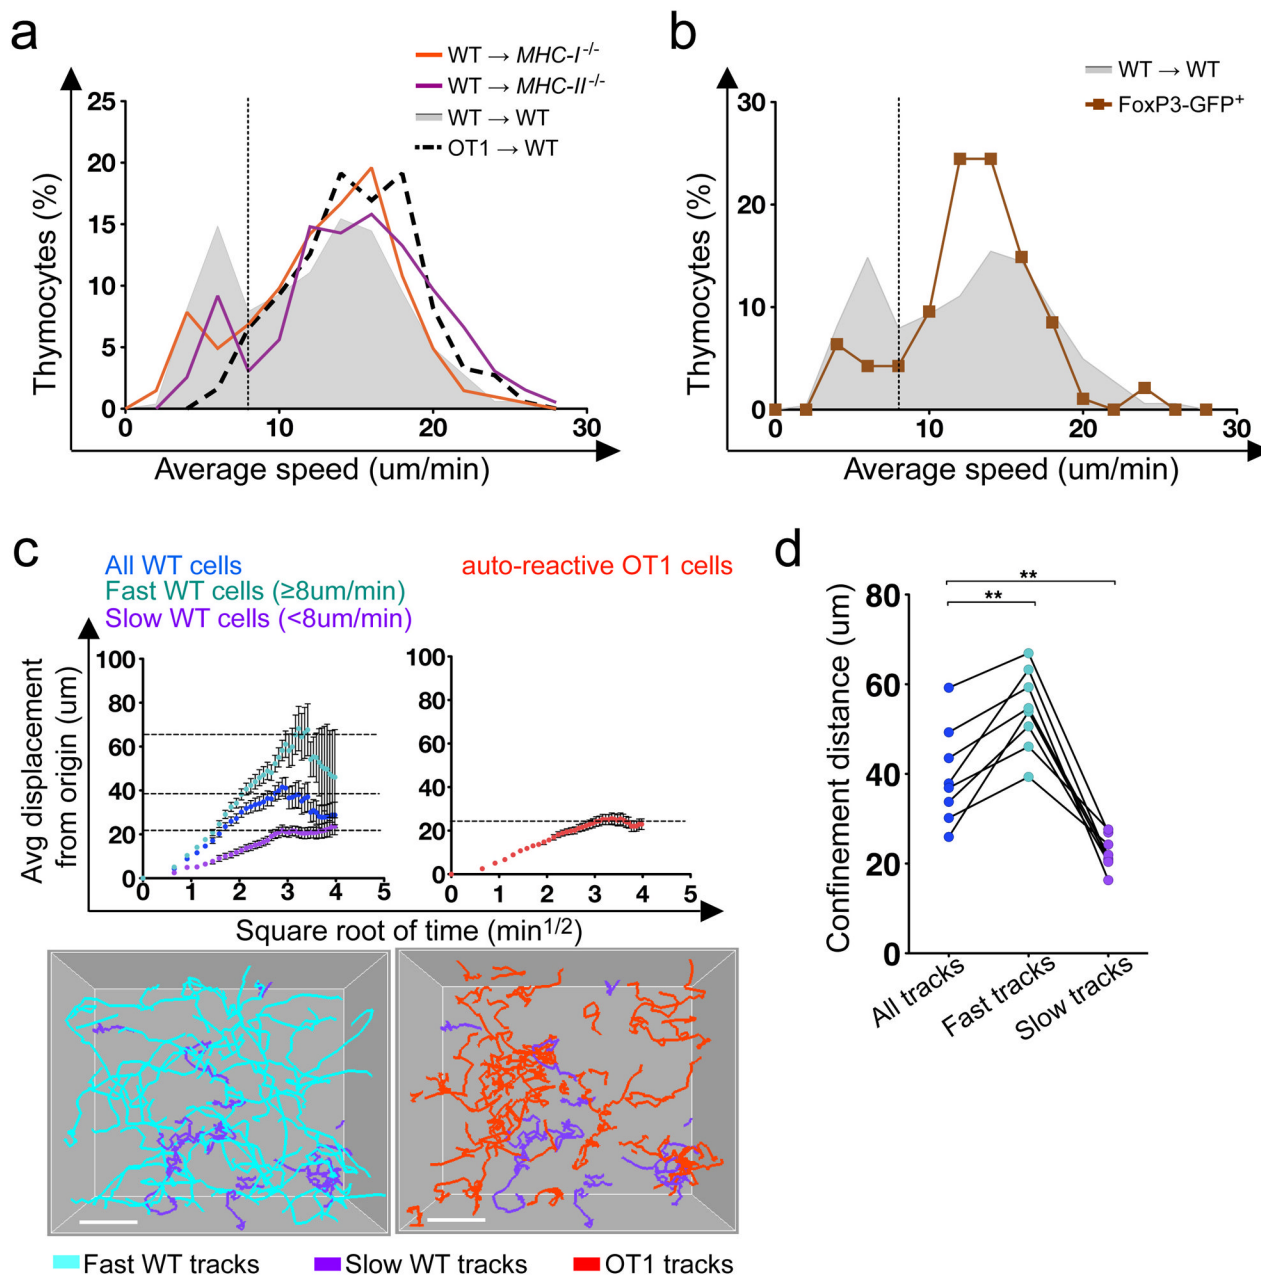 a
WT → MHC-I-/-
WT → MHC-II-/-
WT → WT
OT1 → WT
Thymocytes (%)
25
20
15
10
5
0
0 10 20 30
Average speed (um/min)
b
WT → WT
FoxP3-GFP+
Thymocytes (%)
30
20
10
0
0 10 20 30
Average speed (um/min)
c
All WT cells
Fast WT cells (≥8um/min)
Slow WT cells (<8um/min)
auto-reactive OT1 cells
Avg displacement
from origin (um)
100
80
60
40
20
0
0 1 2 3 4 5
100
80
60
40
20
0
0 1 2 3 4 5
Square root of time (min1/2)
Fast WT tracks
Slow WT tracks
OT1 tracks
d
**
**
Confinement distance (um)
80
60
40
20
0
All tracks
Fast tracks
Slow tracks